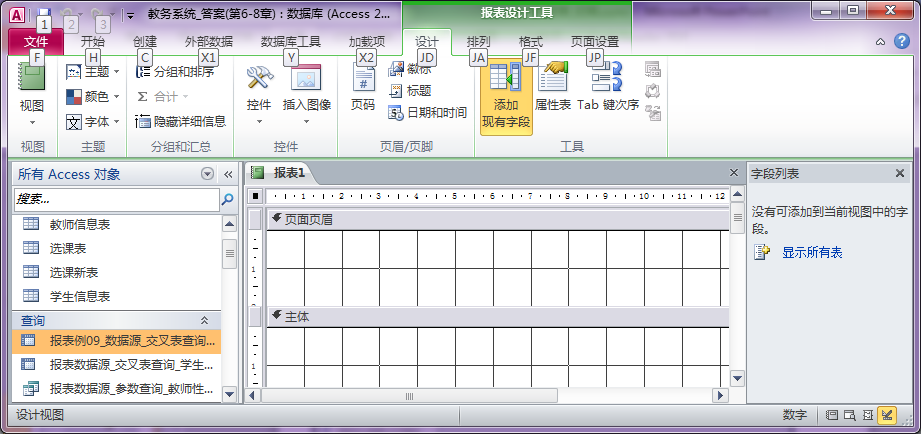 教务系统_答案(第6-8章) : 数据库 (Access 2...
报表设计工具
1 2 3
文件 开始 创建 外部数据 数据库工具 加载项 设计 排列 格式 页面设置
F H C X1 Y X2 JD JA JF JP
视图
主题
颜色
字体
分组和排序
Σ 合计
隐藏详细信息
控件
插入图像
页码
徽标
标题
日期和时间
添加
现有字段
属性表
Tab 键次序
视图 主题 分组和汇总 控件 页眉/页脚 工具
所有 Access 对象
搜索...
教师信息表
选课表
选课新表
学生信息表
查询
报表例09_数据源_交叉表查询...
报表数据源_交叉表查询_学生...
报表数据源_参数查询_教师性...
报表1
1 2 3 4 5 6 7 8 9 10 11 12
页面页眉
1
主体
1
字段列表
没有可添加到当前视图中的字
段。
显示所有表
设计视图
数字